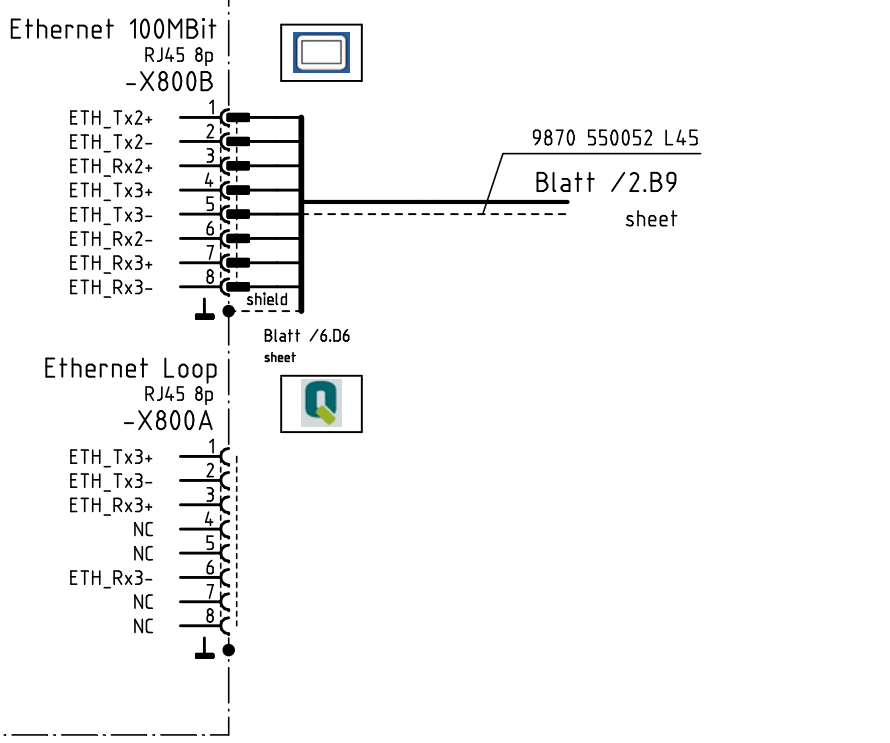 Ethernet 100MBit
RJ45 8p
-X800B
ETH_Tx2+ 1
ETH_Tx2- 2
ETH_Rx2+ 3
ETH_Tx3+ 4
ETH_Tx3- 5
ETH_Rx2- 6
ETH_Rx3+ 7
ETH_Rx3- 8
shield
9870 550052 L45
Blatt /2.B9
sheet
Blatt /6.D6
sheet
Ethernet Loop
RJ45 8p
-X800A
ETH_Tx3+ 1
ETH_Tx3- 2
ETH_Rx3+ 3
NC 4
NC 5
ETH_Rx3- 6
NC 7
NC 8